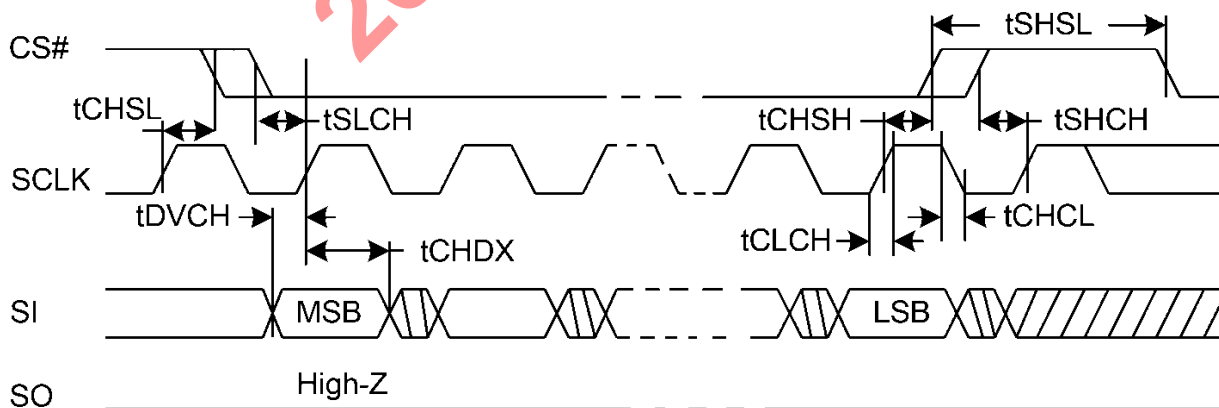 CS#
tSHSL
tCHSL
tSLCH
tCHSH
tSHCH
SCLK
tDVCH
tCHCL
tCLCH
tCHDX
SI
MSB
LSB
High-Z
SO